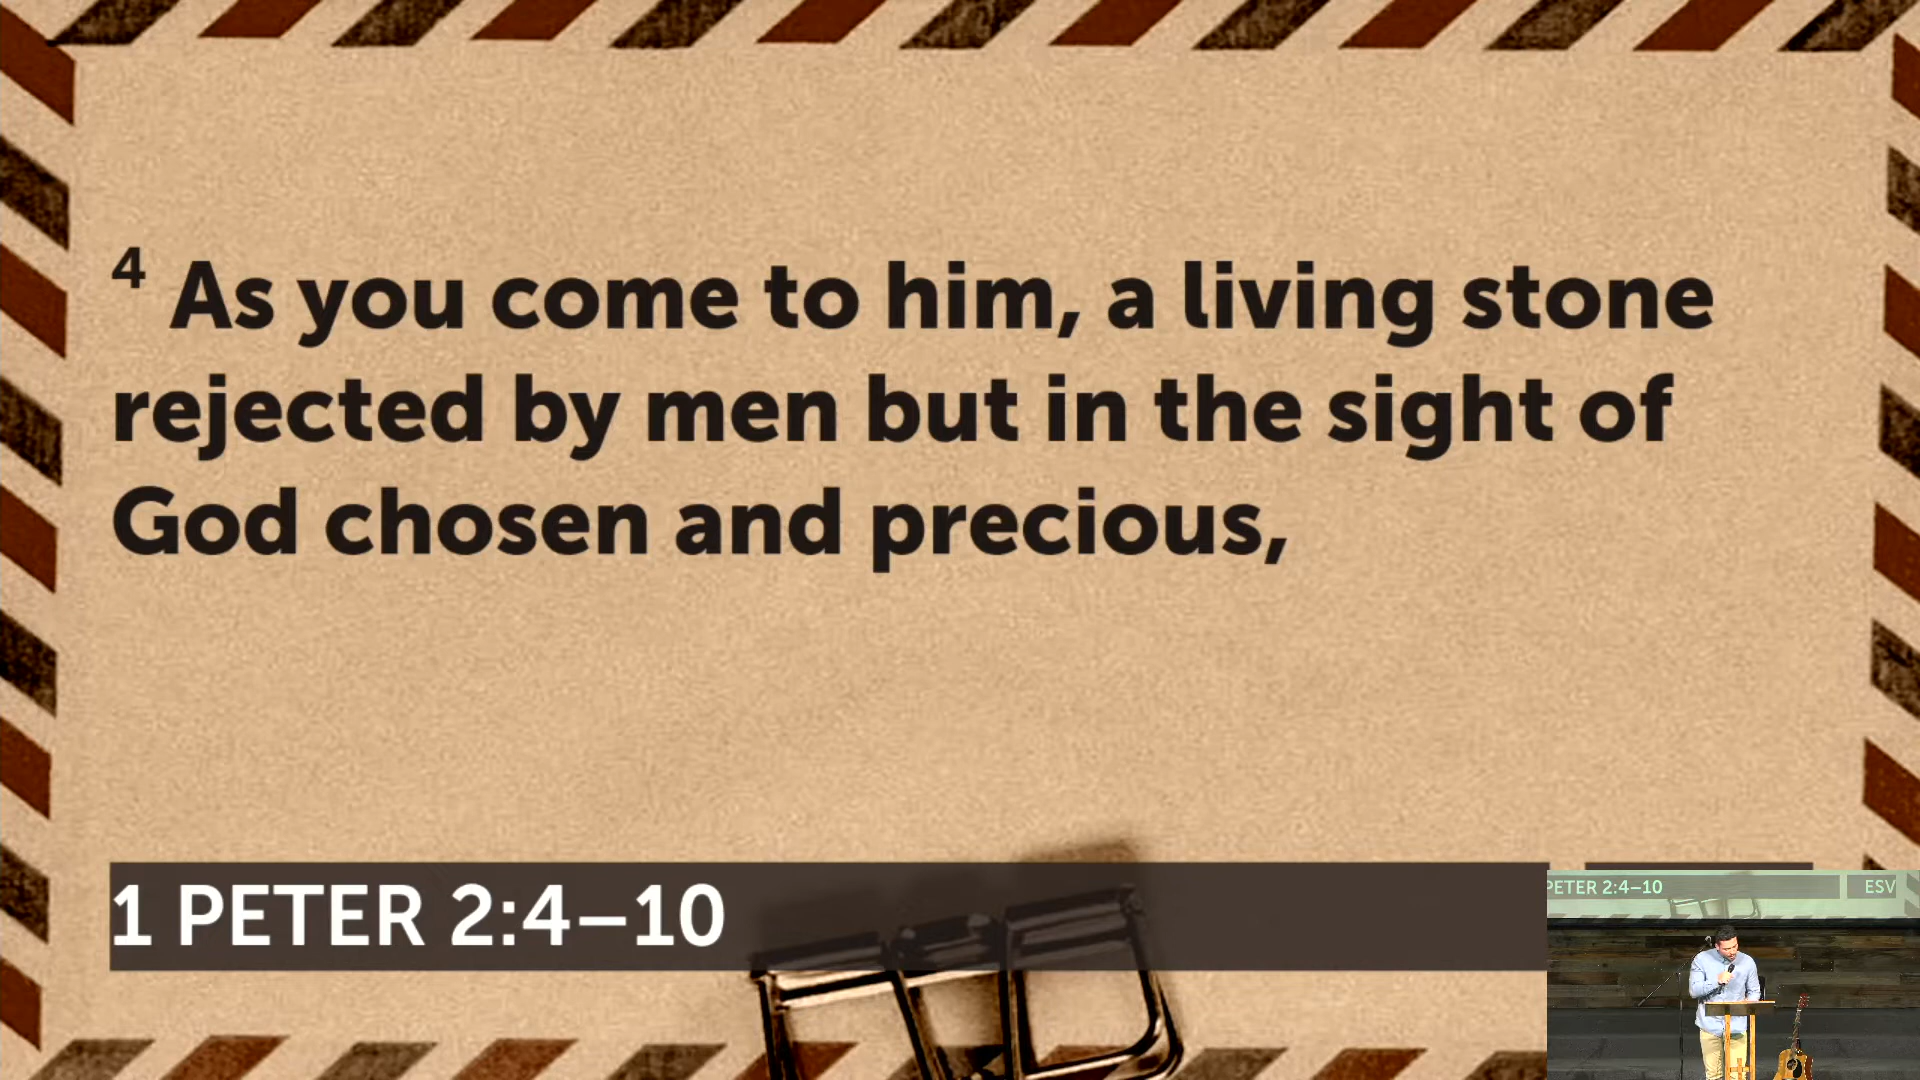 4 As you come to him, a living stone
rejected by men but in the sight of
God chosen and precious,
1 PETER 2:4–10
PETER 2:4–10
ESV